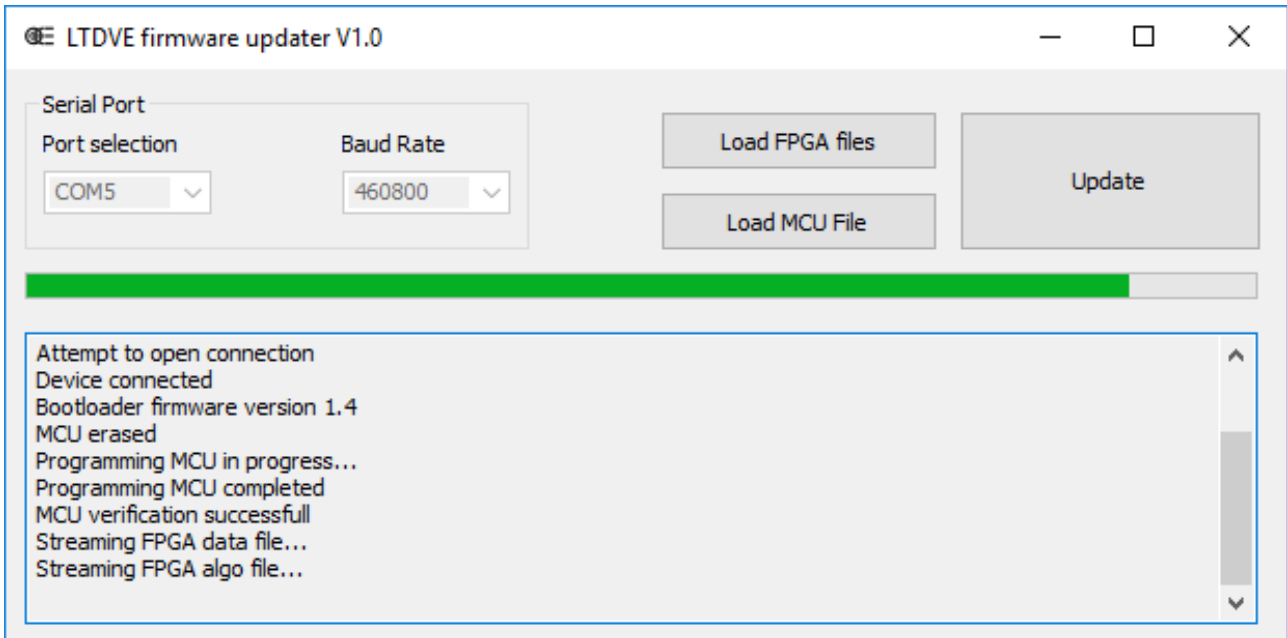 LTDVE firmware updater V1.0
Serial Port
Port selection
Baud Rate
COM5
460800
Load FPGA files
Load MCU File
Update
Attempt to open connection
Device connected
Bootloader firmware version 1.4
MCU erased
Programming MCU in progress...
Programming MCU completed
MCU verification successfull
Streaming FPGA data file...
Streaming FPGA algo file...